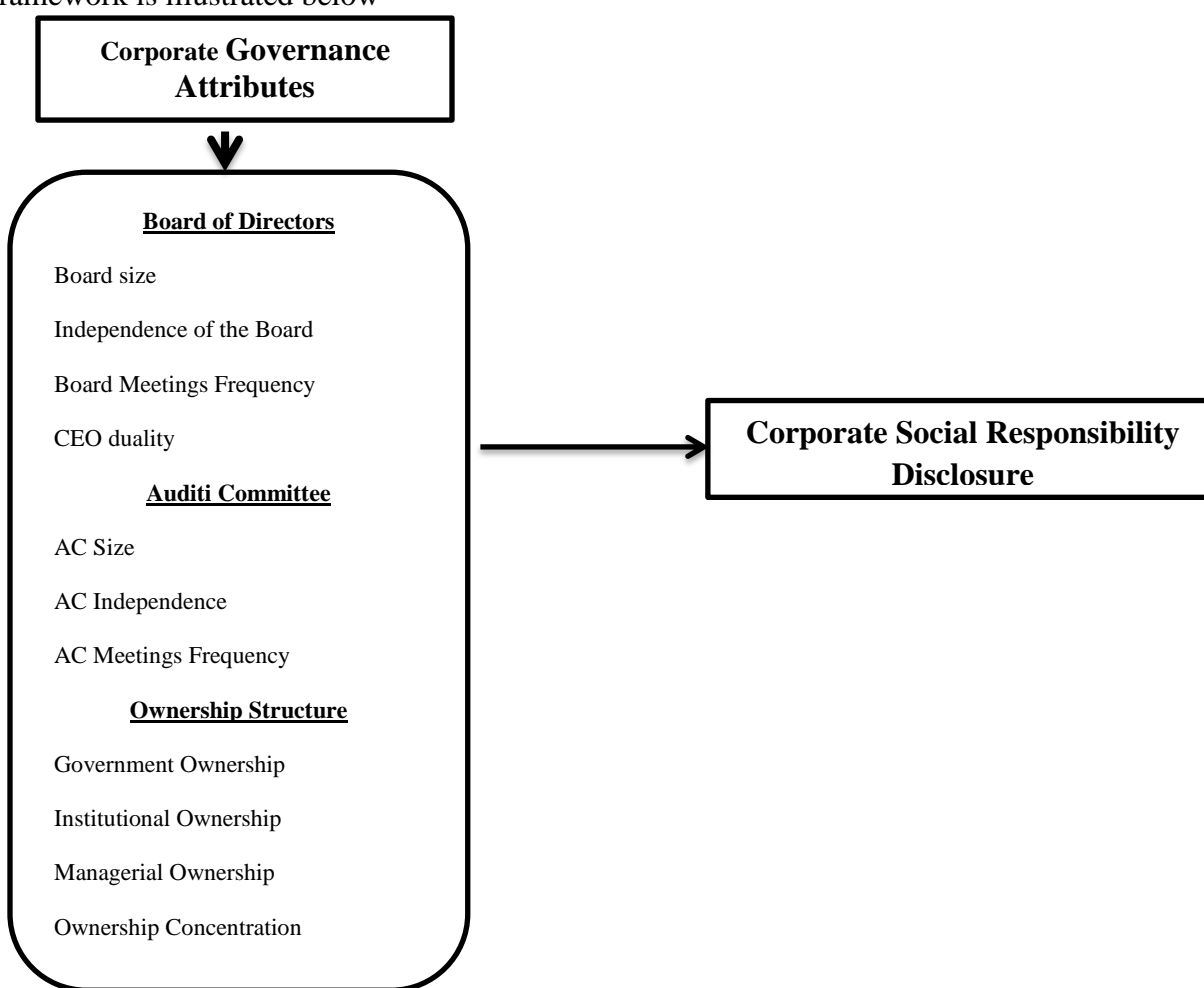 framework is illustrated below
Corporate Governance
Attributes
Board of Directors
Board size
Independence of the Board
Board Meetings Frequency
CEO duality
Auditi Committee
AC Size
AC Independence
AC Meetings Frequency
Ownership Structure
Government Ownership
Institutional Ownership
Managerial Ownership
Ownership Concentration
Corporate Social Responsibility
Disclosure